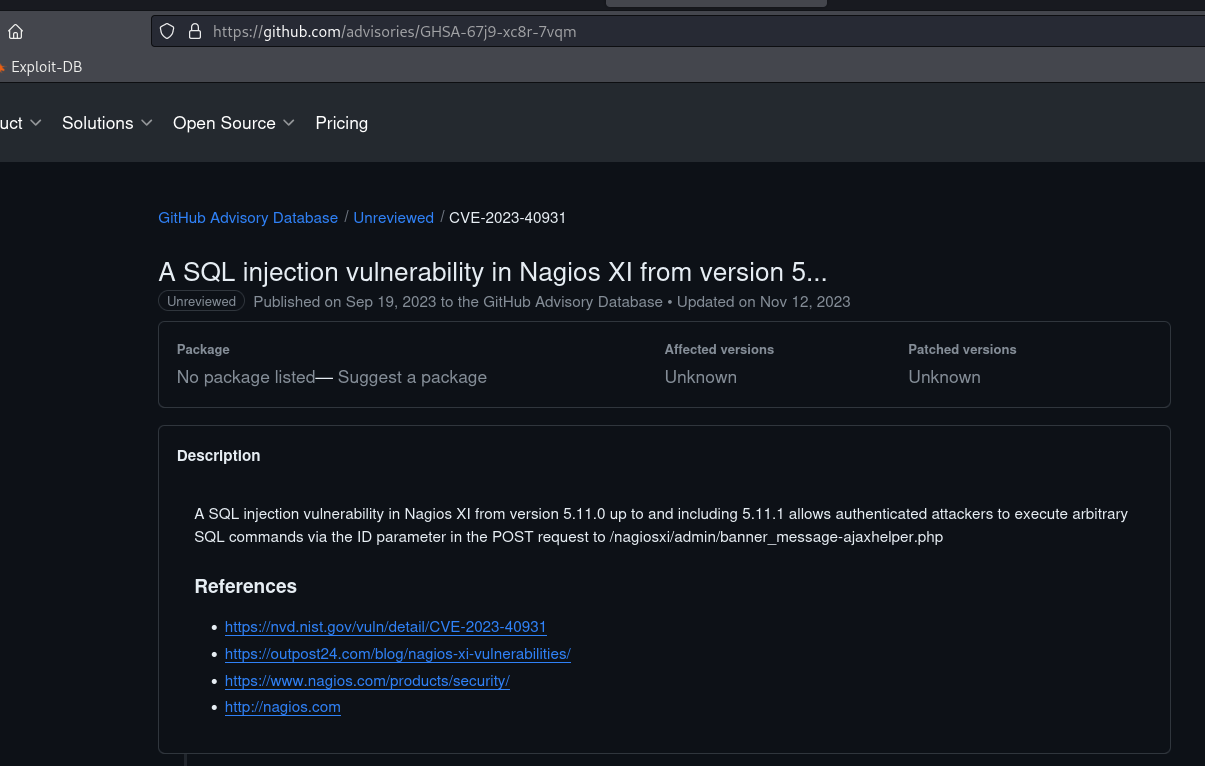 https://github.com/advisories/GHSA-67j9-xc8r-7vqm
Exploit-DB
uct Solutions Open Source Pricing
GitHub Advisory Database / Unreviewed / CVE-2023-40931
A SQL injection vulnerability in Nagios XI from version 5...
Unreviewed Published on Sep 19, 2023 to the GitHub Advisory Database • Updated on Nov 12, 2023
Package Affected versions Patched versions
No package listed— Suggest a package Unknown Unknown
Description
A SQL injection vulnerability in Nagios XI from version 5.11.0 up to and including 5.11.1 allows authenticated attackers to execute arbitrary
SQL commands via the ID parameter in the POST request to /nagiosxi/admin/banner_message-ajaxhelper.php
References
• https://nvd.nist.gov/vuln/detail/CVE-2023-40931
• https://outpost24.com/blog/nagios-xi-vulnerabilities/
• https://www.nagios.com/products/security/
• http://nagios.com